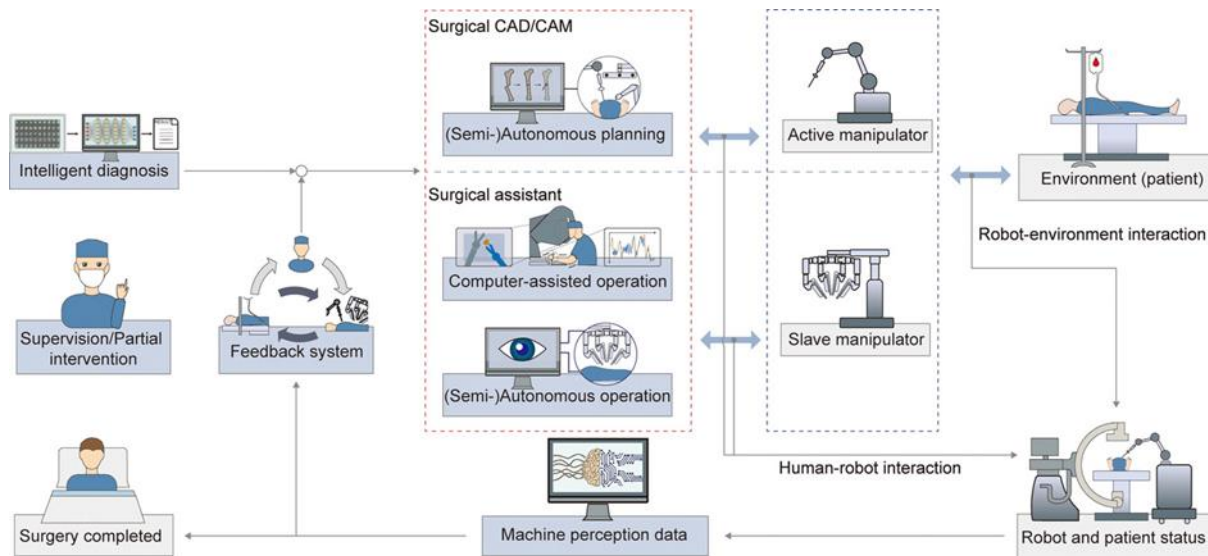 Surgical CAD/CAM
(Semi-)Autonomous planning
Active manipulator
Intelligent diagnosis
Environment (patient)
Surgical assistant
Robot-environment interaction
Computer-assisted operation
Supervision/Partial
intervention
Feedback system
Slave manipulator
(Semi-)Autonomous operation
Human-robot interaction
Surgery completed
Machine perception data
Robot and patient status